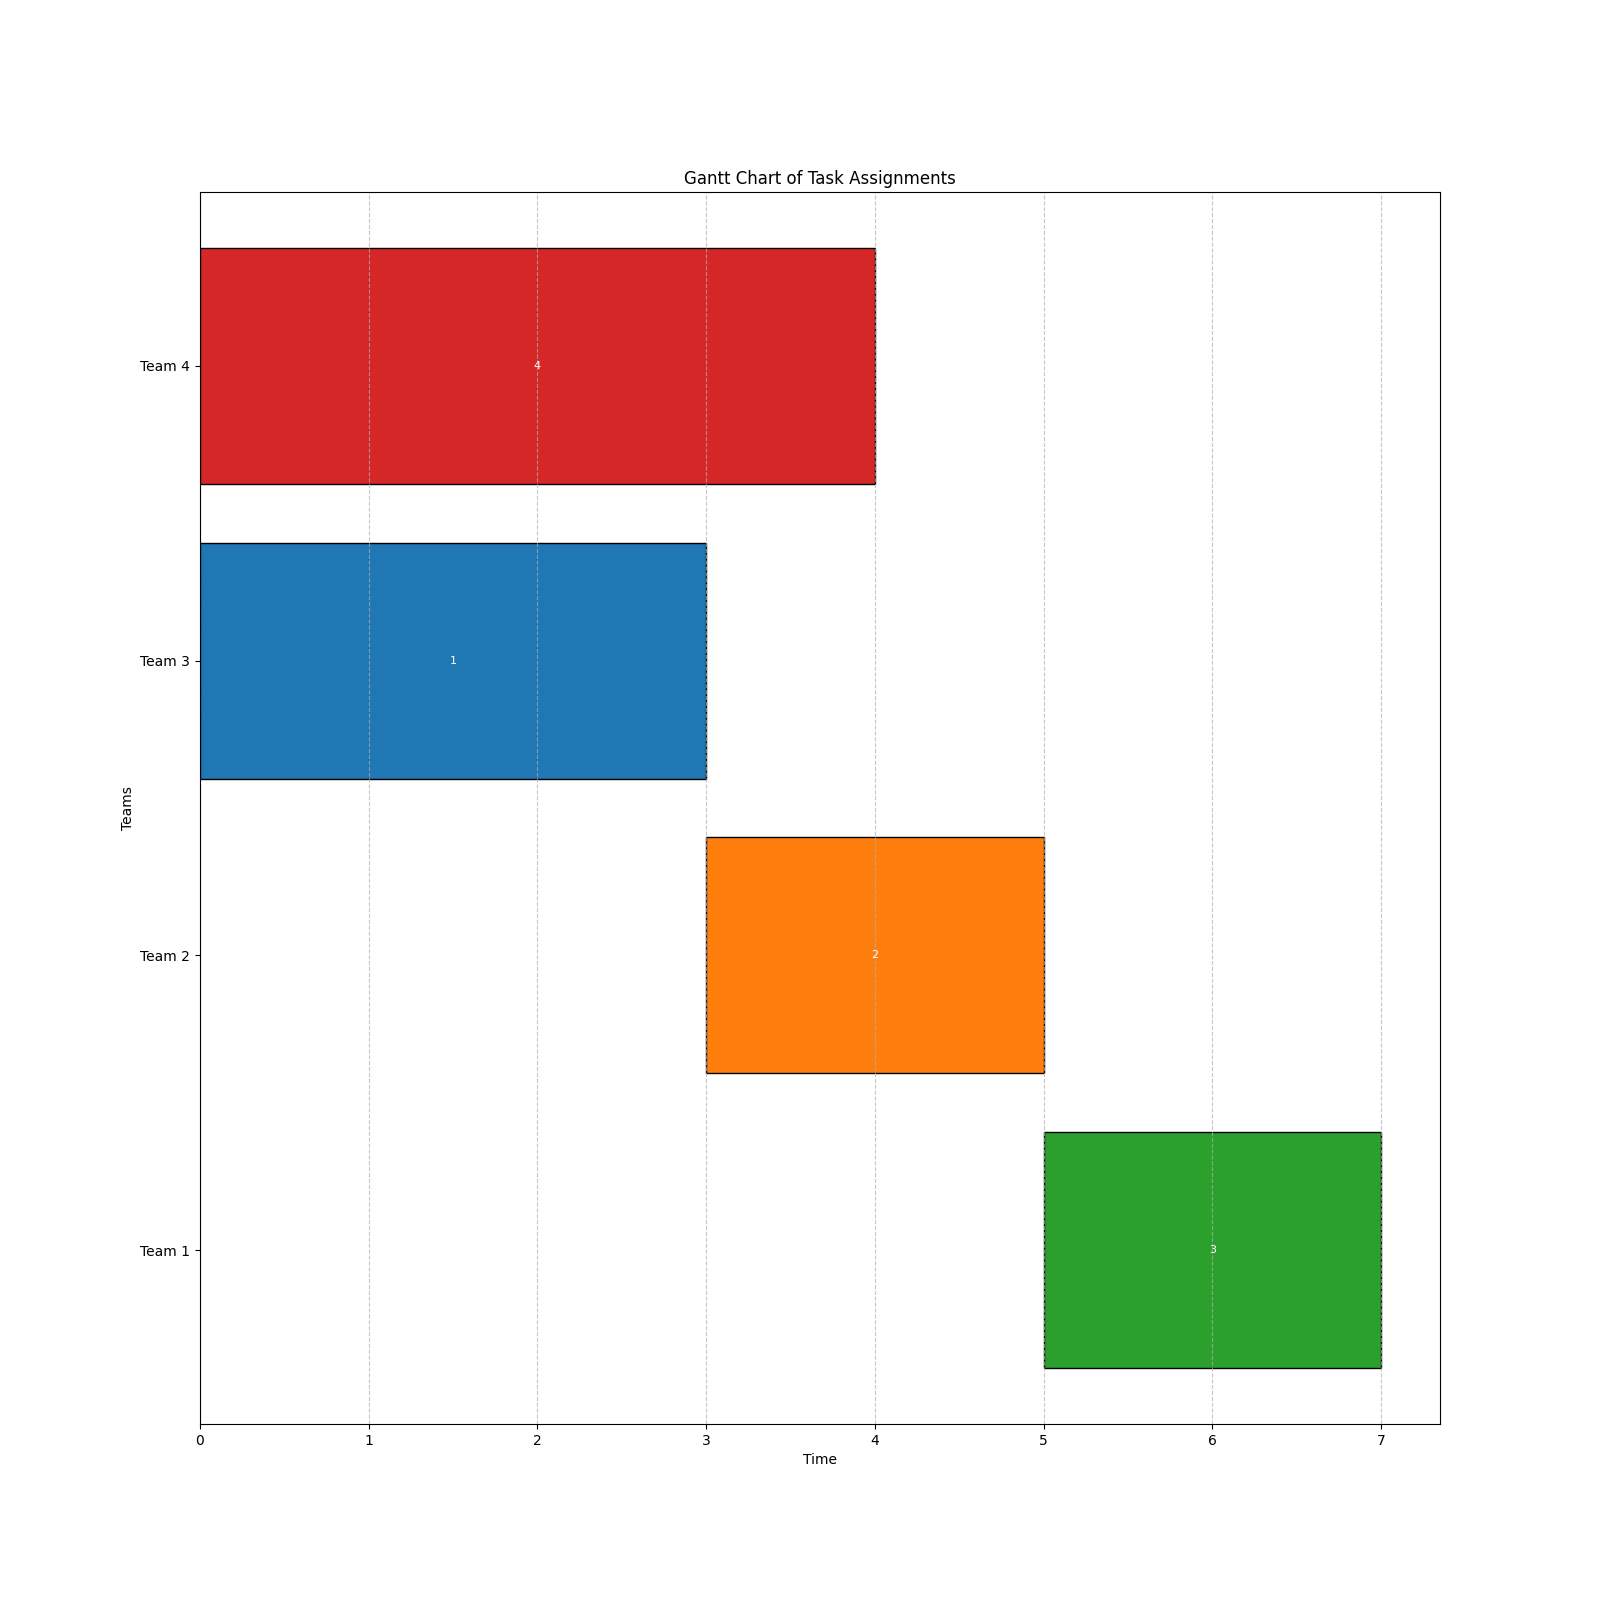 Gantt Chart of Task Assignments
Team 4
4
Team 3
1
Teams
Team 2
2
Team 1
3
0 1 2 3 4 5 6 7
Time